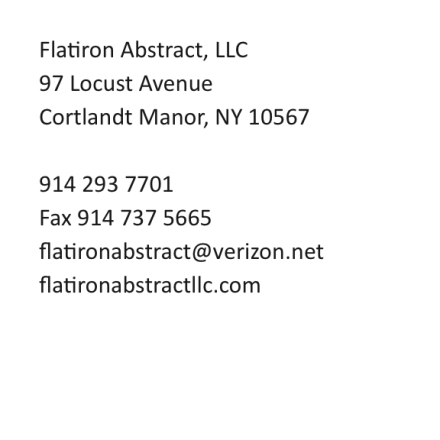 Flatiron Abstract, LLC
97 Locust Avenue
Cortlandt Manor, NY 10567
914 293 7701
Fax 914 737 5665
flatironabstract@verizon.net
flatironabstractllc.com